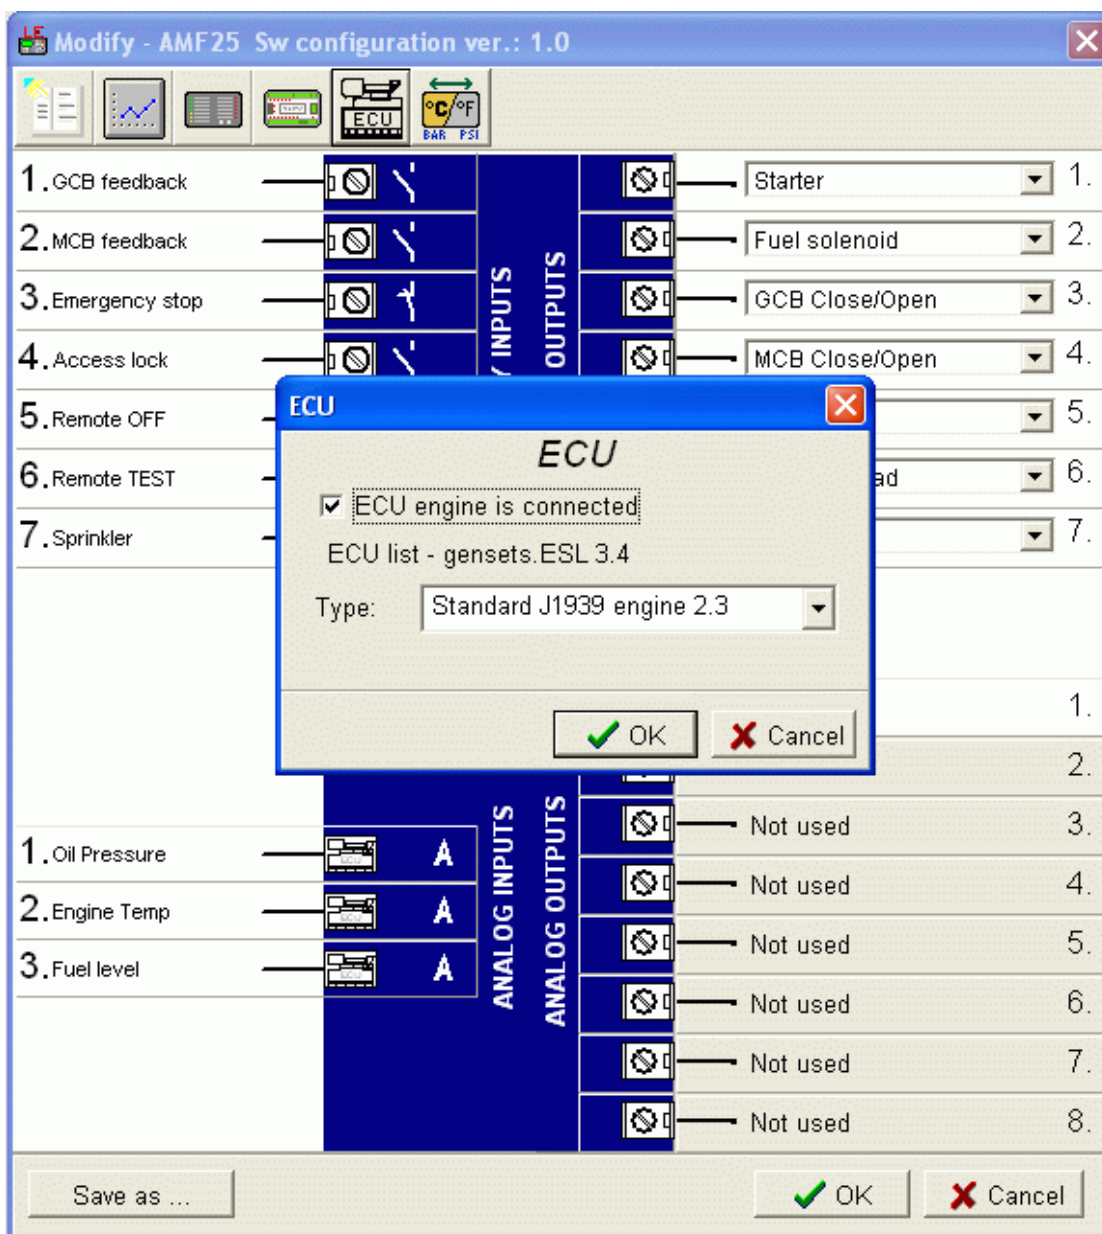 Modify - AMF25 Sw configuration ver.: 1.0
ECU
°C/°F
BAR PSI
1. GCB feedback
Starter 1.
2. MCB feedback
Fuel solenoid 2.
3. Emergency stop
GCB Close/Open 3.
4. Access lock
MCB Close/Open 4.
INPUTS
OUTPUTS
5. Remote OFF
5.
6. Remote TEST
ad 6.
7. Sprinkler
7.
ECU
ECU
ECU engine is connected
ECU list - gensets.ESL 3.4
Type: Standard J1939 engine 2.3
OK Cancel
1.
2.
1. Oil Pressure
A
2. Engine Temp
A
3. Fuel level
A
ANALOG INPUTS
ANALOG OUTPUTS
Not used 3.
Not used 4.
Not used 5.
Not used 6.
Not used 7.
Not used 8.
Save as ...
OK Cancel